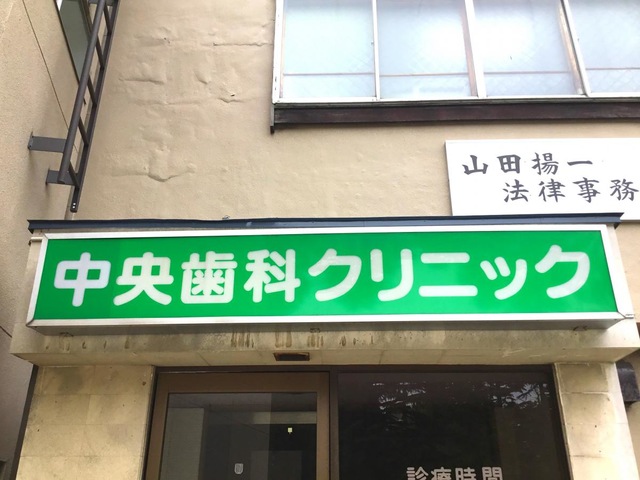 山田揚一
法律事務
中央歯科クリニック
診療時間